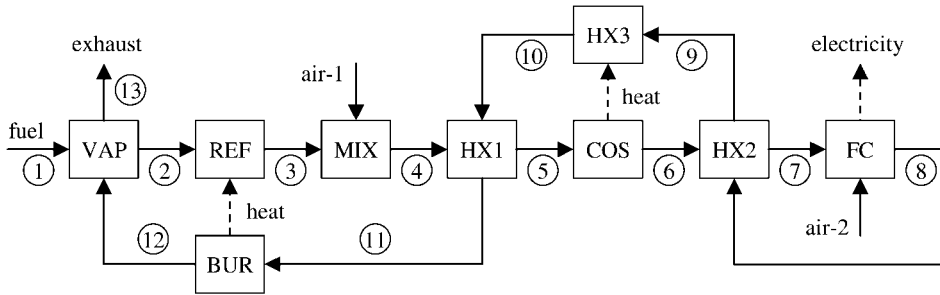 exhaust
HX3
electricity
10
9
13
air-1
heat
fuel
VAP
REF
MIX
HX1
COS
HX2
FC
1
2
3
4
5
6
7
8
heat
air-2
12
11
BUR